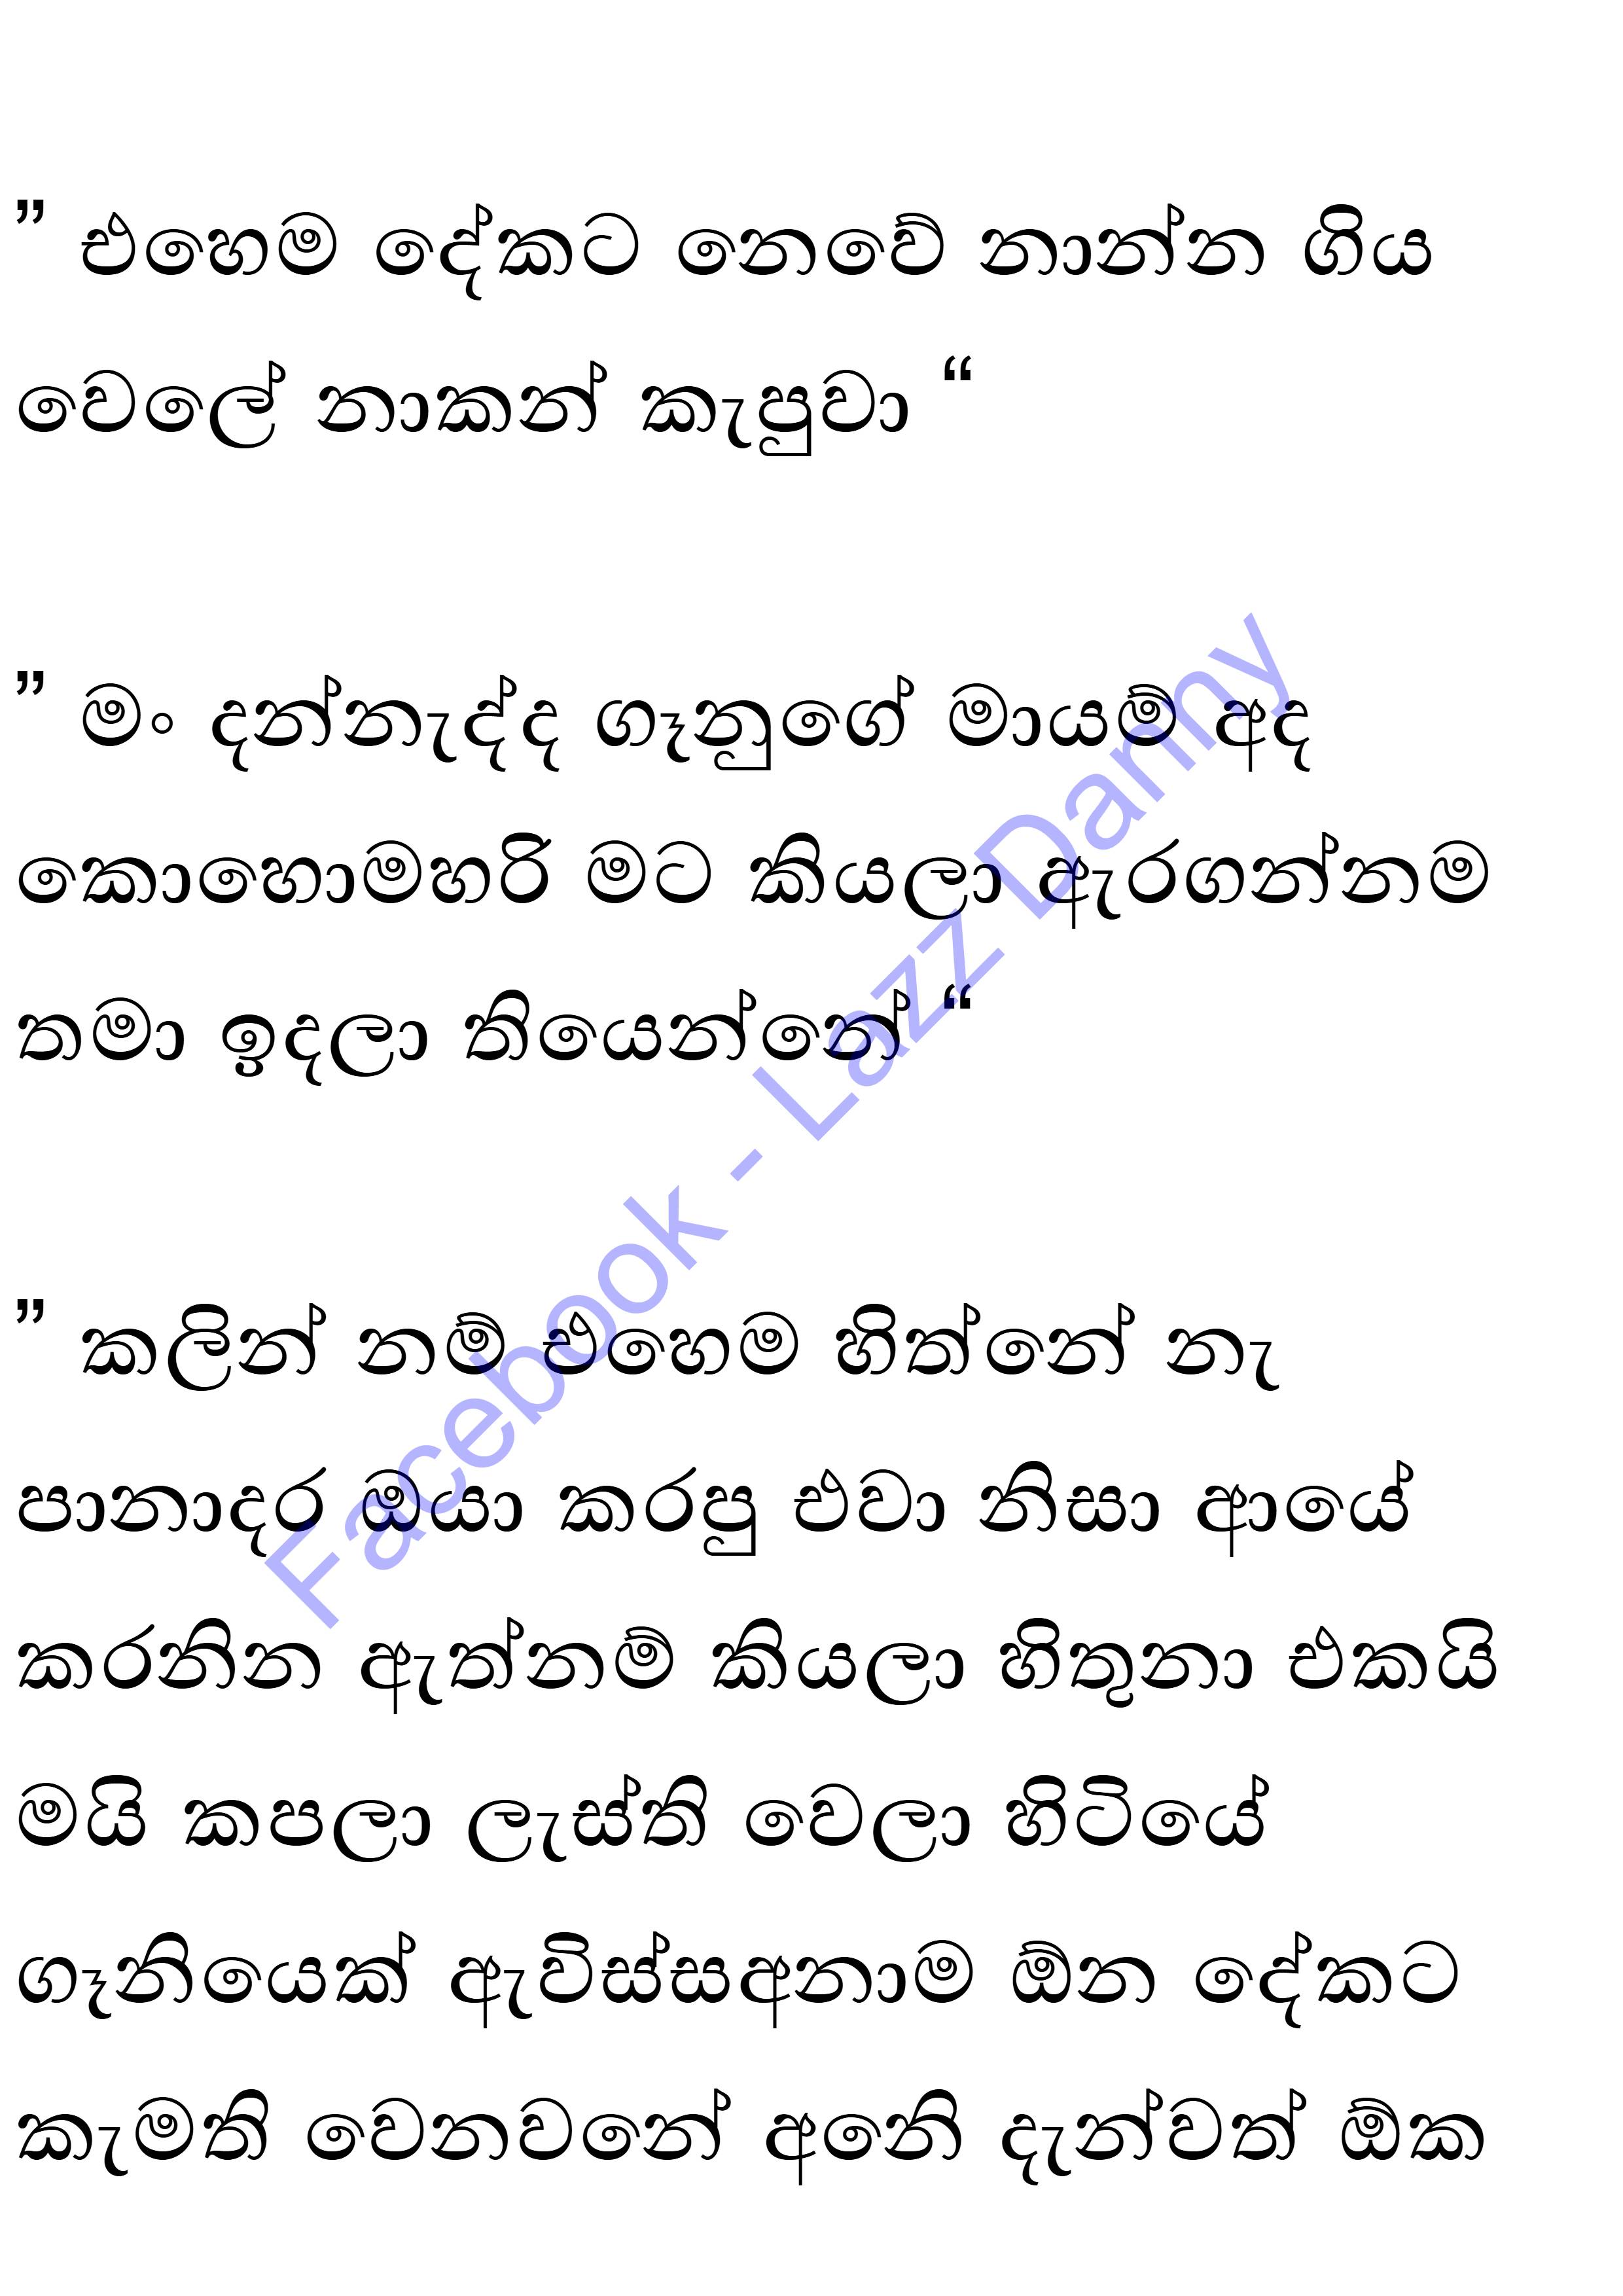 ” එහෙම දේකට නෙවේ නාන්න ගිය
වෙලේ නාකන් කැපුවා “
” මං දන්නැද්ද ගෑනුගේ මායම් අද
කොහොමහරි මට කියලා ඇරගන්නම
තමා ඉදලා තියෙන්නේ “
” කලින් නම් එහෙම හිත්නේ නැ
පානාදර ඔයා කරපු එවා නිසා ආයේ
කරනින ඇත්නම් කියලා හිතුනා එකයි
මයි කපලා ලැස්ති වෙලා හිටියේ
ගෑනියෙක් ඇවිස්සඅනාම ඕන දේකට
කැමති වෙනවනේ අනේ දැන්වත් ඕක
Facebook - Lazz Danny